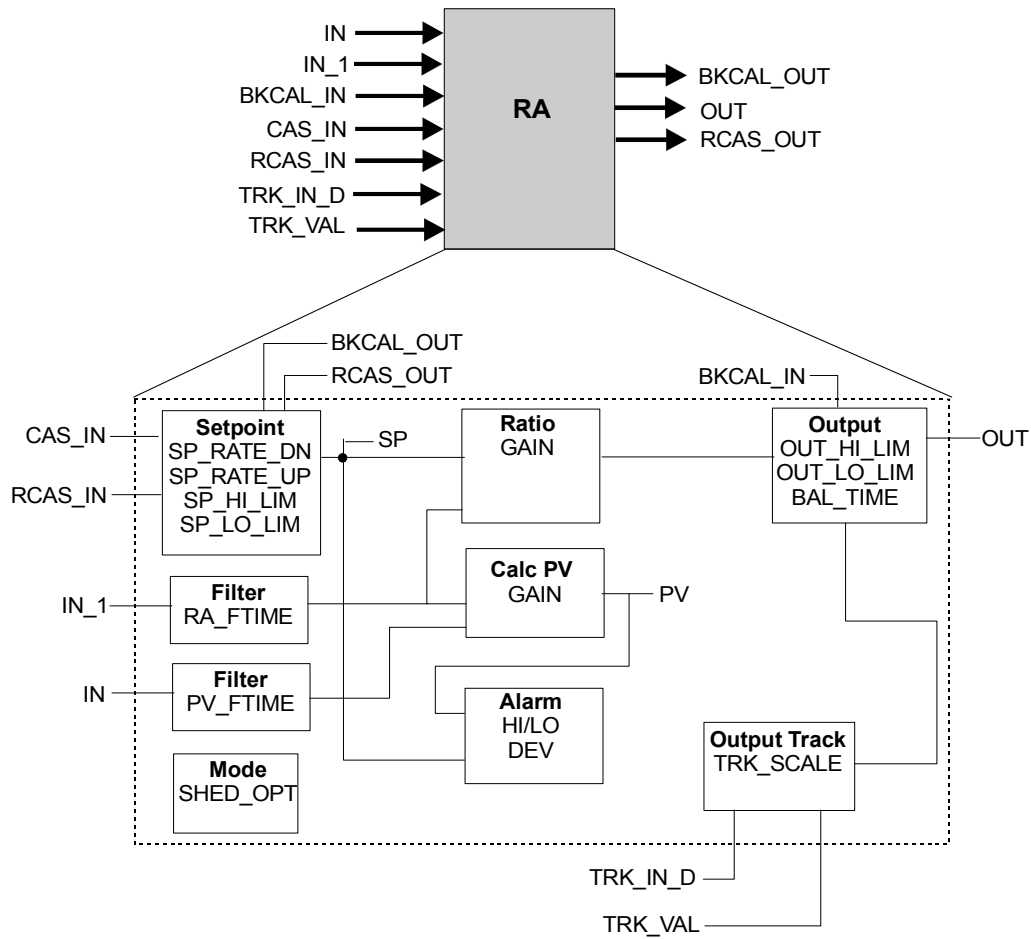 IN
IN_1
BKCAL_IN
CAS_IN
RCAS_IN
TRK_IN_D
TRK_VAL
RA
BKCAL_OUT
OUT
RCAS_OUT
BKCAL_OUT
RCAS_OUT
BKCAL_IN
CAS_IN
RCAS_IN
Setpoint
SP_RATE_DN
SP_RATE_UP
SP_HI_LIM
SP_LO_LIM
SP
Ratio
GAIN
Output
OUT_HI_LIM
OUT_LO_LIM
BAL_TIME
OUT
IN_1
Filter
RA_FTIME
Calc PV
GAIN
PV
IN
Filter
PV_FTIME
Alarm
HI/LO
DEV
Mode
SHED_OPT
Output Track
TRK_SCALE
TRK_IN_D
TRK_VAL